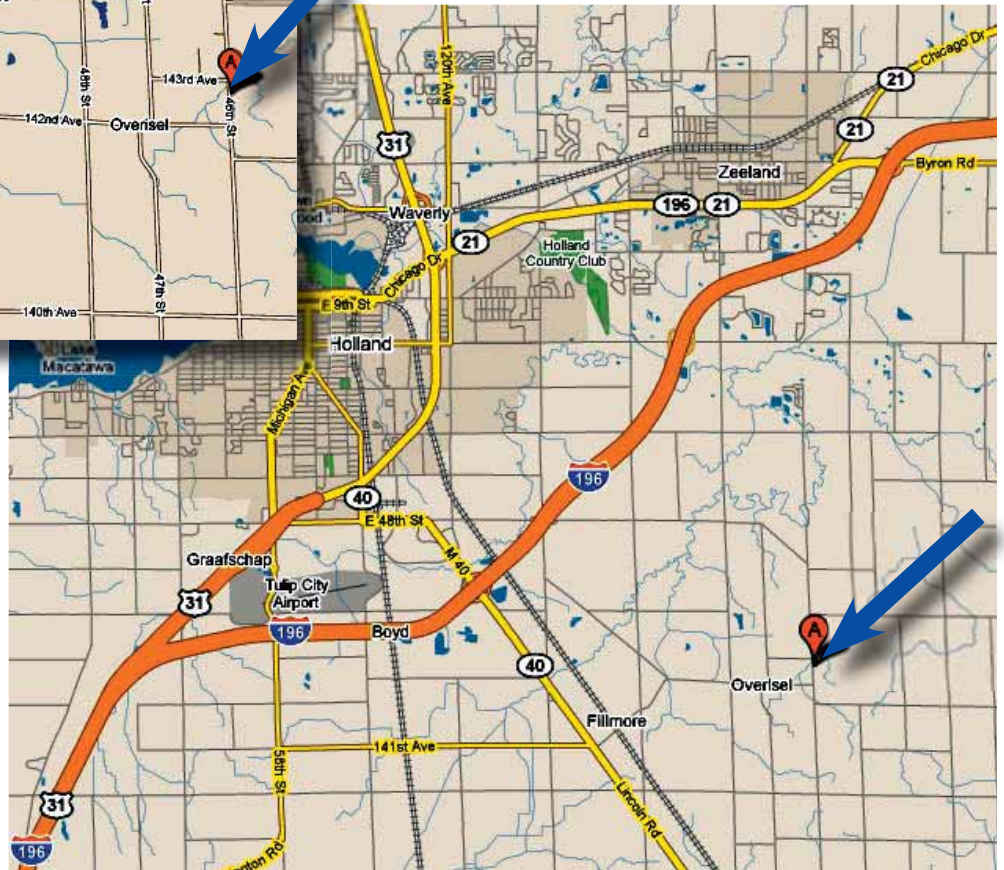 48th St
143rd Ave
A
46th St
142nd Ave
Overisel
47th St
140th Ave
120th Ave
Chicago Dr
21
31
21
Zeeland
Byron Rd
196
21
Waverly
21
Holland
Country Club
Chicago Dr
E 9th St
Holland
Lake
Macatawa
Michigan Ave
196
40
E 48th St
M 40
Graafschap
Tulip City
Airport
31
196
Boyd
A
40
Overisel
Fillmore
141st Ave
58th St
Lincoln Rd
31
196
nton Rd